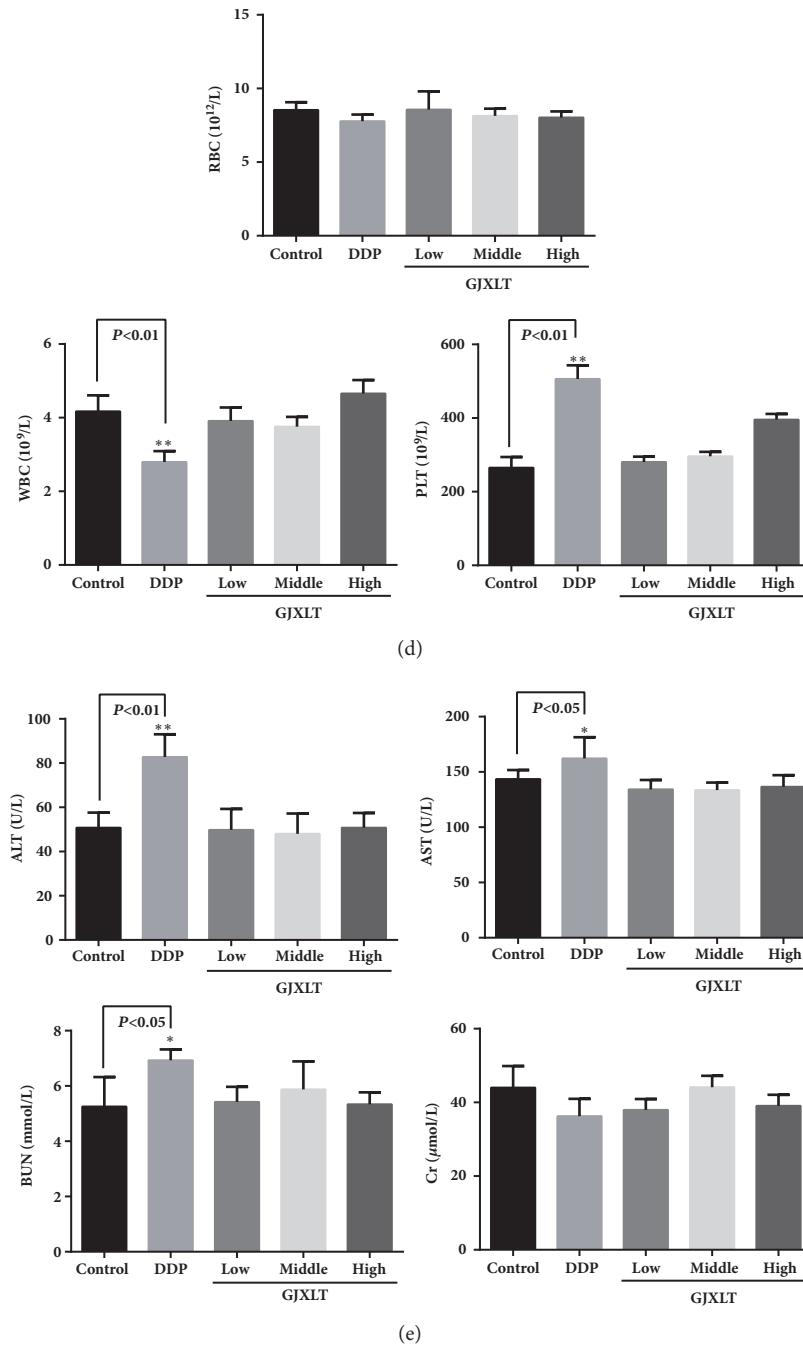 RBC (10¹²/L)
15
10
5
0
Control DDP Low Middle High
GJXLT
WBC (10⁹/L)
6
4
2
0
P<0.01
**
Control DDP Low Middle High
GJXLT
PLT (10⁹/L)
600
400
200
0
P<0.01
**
Control DDP Low Middle High
GJXLT
(d)
ALT (U/L)
100
80
60
40
20
0
P<0.01
**
Control DDP Low Middle High
GJXLT
AST (U/L)
200
150
100
50
0
P<0.05
*
Control DDP Low Middle High
GJXLT
BUN (mmol/L)
8
6
4
2
0
P<0.05
*
Control DDP Low Middle High
GJXLT
Cr (μmol/L)
60
40
20
0
Control DDP Low Middle High
GJXLT
(e)